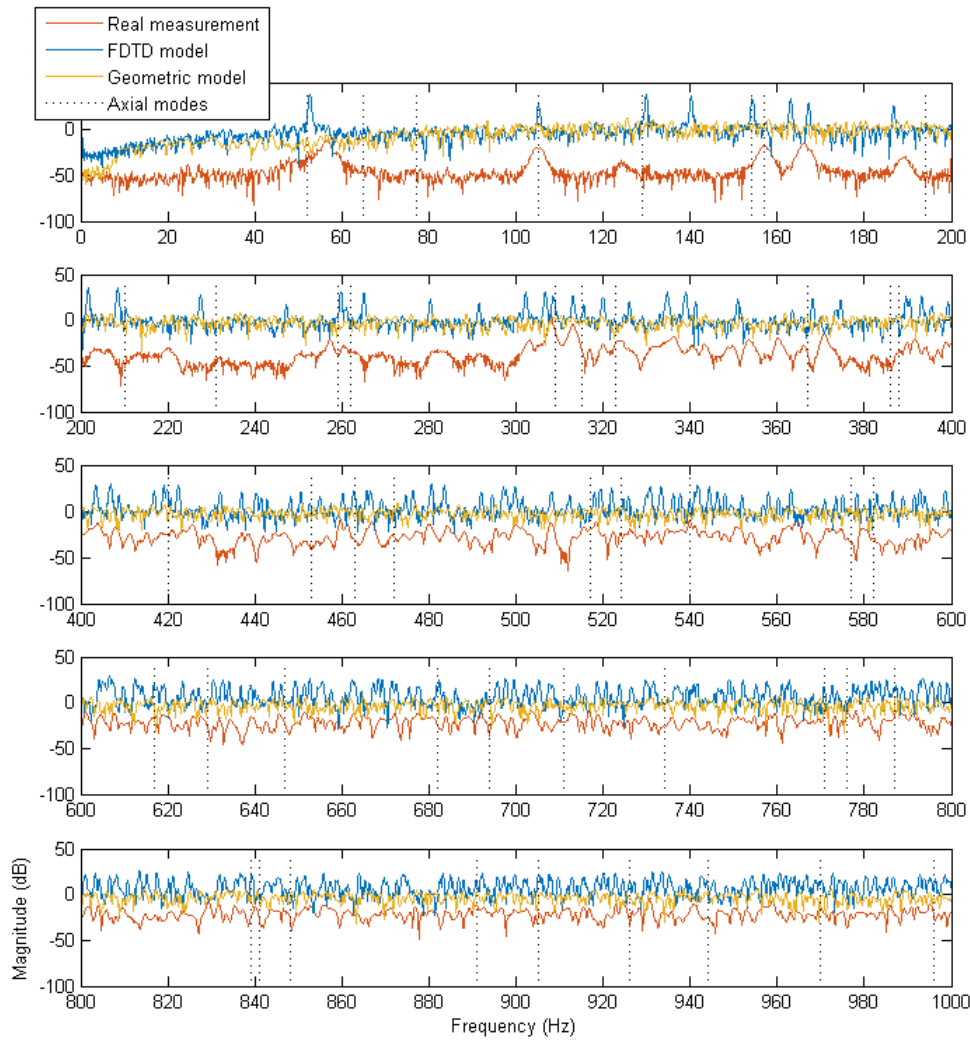 Real measurement
FDTD model
Geometric model
Axial modes
0
-50
-100
0 20 40 60 80 100 120 140 160 180 200
50
0
-50
-100
200 220 240 260 280 300 320 340 360 380 400
50
0
-50
-100
400 420 440 460 480 500 520 540 560 580 600
50
0
-50
-100
600 620 640 660 680 700 720 740 760 780 800
Magnitude (dB)
50
0
-50
-100
800 820 840 860 880 900 920 940 960 980 1000
Frequency (Hz)